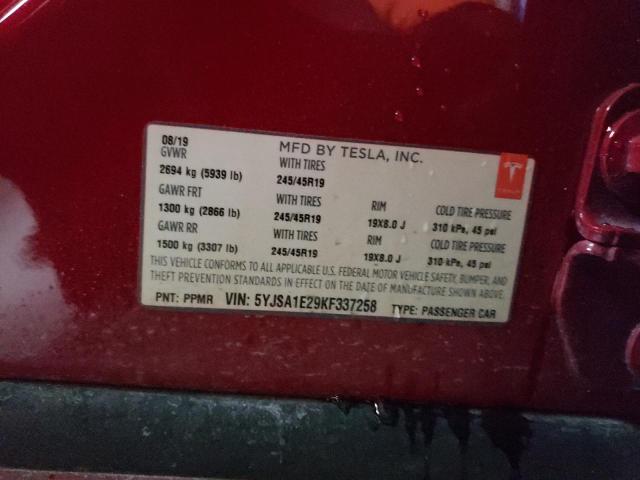 08/19 MFD BY TESLA, INC.
GVWR WITH TIRES
2694 kg (5939 lb) 245/45R19
GAWR FRT WITH TIRES RIM COLD TIRE PRESSURE
1300 kg (2866 lb) 245/45R19 19X8.0 J 310 kPa, 45 psi
GAWR RR WITH TIRES RIM COLD TIRE PRESSURE
1500 kg (3307 lb) 245/45R19 19X8.0 J 310 kPa, 45 psi
THIS VEHICLE CONFORMS TO ALL APPLICABLE U.S. FEDERAL MOTOR VEHICLE SAFETY, BUMPER, AND
THEFT PREVENTION STANDARDS IN EFFECT ON THE DATE OF MANUFACTURE SHOWN ABOVE.
PNT: PPMR VIN: 5YJSA1E29KF337258 TYPE: PASSENGER CAR
TESLA